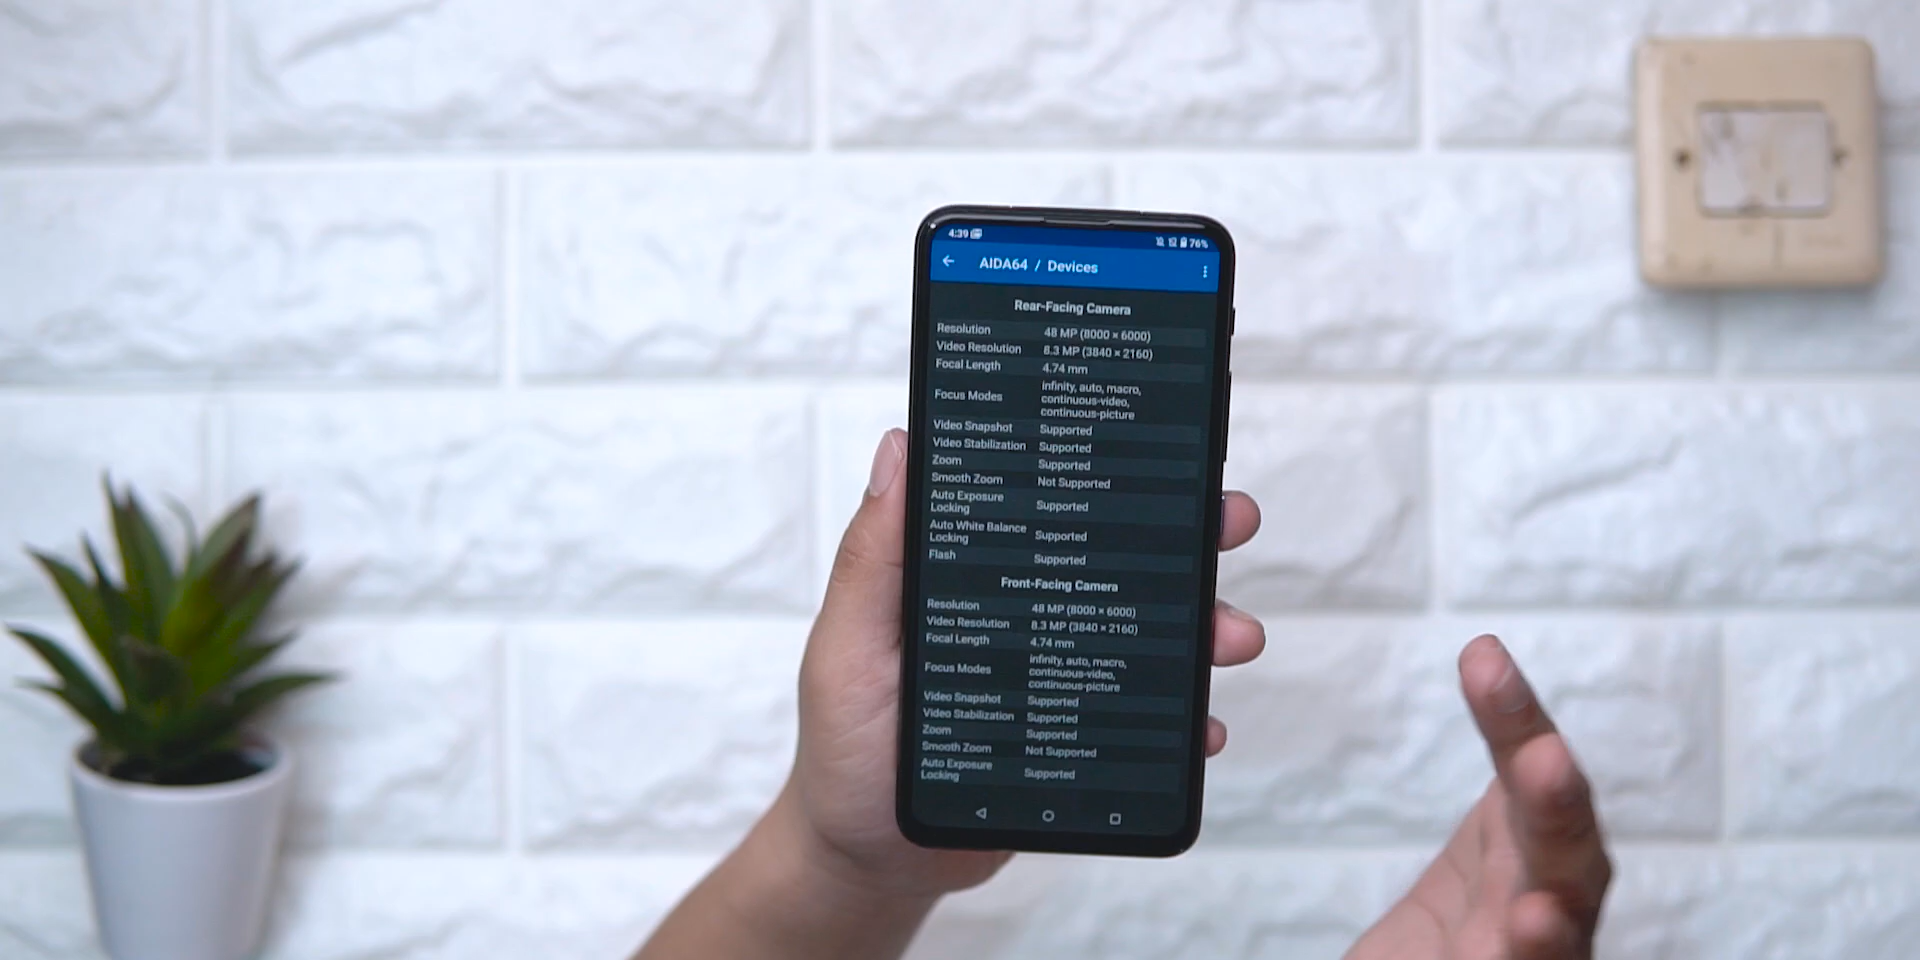 4:39 76%
AIDA64 / Devices
Rear-Facing Camera
Resolution 48 MP (8000 × 6000)
Video Resolution 8.3 MP (3840 × 2160)
Focal Length 4.74 mm
Focus Modes infinity, auto, macro,
continuous-video,
continuous-picture
Video Snapshot Supported
Video Stabilization Supported
Zoom Supported
Smooth Zoom Not Supported
Auto Exposure
Locking Supported
Auto White Balance
Locking Supported
Flash Supported
Front-Facing Camera
Resolution 48 MP (8000 × 6000)
Video Resolution 8.3 MP (3840 × 2160)
Focal Length 4.74 mm
Focus Modes infinity, auto, macro,
continuous-video,
continuous-picture
Video Snapshot Supported
Video Stabilization Supported
Zoom Supported
Smooth Zoom Not Supported
Auto Exposure
Locking Supported